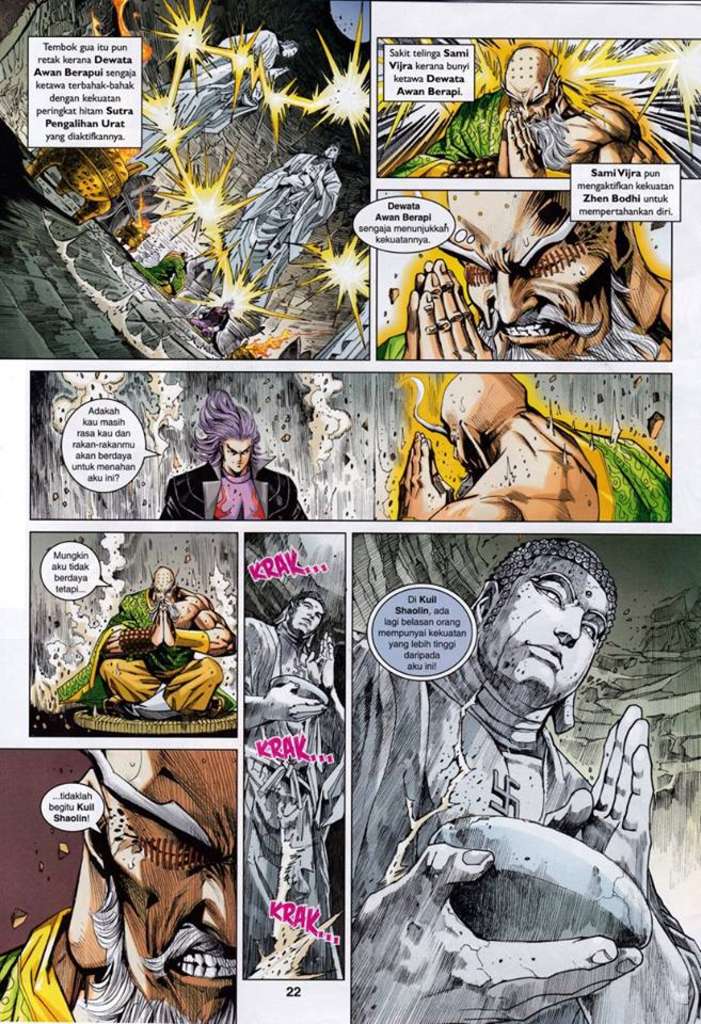 Tembok gua itu pun
retak kerana Dewata
Awan Berapui sengaja
ketawa terbahak-bahak
dengan kekuatan
peringkat hitam Sutra
Pengalihan Urat
yang diaktifkannya.
Sakit telinga Sami
Vijra kerana bunyi
ketawa Dewata
Awan Berapi.
Sami Vijra pun
mengaktifkan kekuatan
Zhen Bodhi untuk
mempertahankan diri.
Dewata
Awan Berapi
sengaja menunjukkah
kekuatannya.
Adakah
kau masih
rasa kau dan
rakan-rakanmu
akan berdaya
untuk menahan
aku ini?
Mungkin
aku tidak
berdaya
tetapi...
KRAK...
KRAK...
KRAK...
Di Kuil
Shaolin, ada
lagi belasan orang
mempunyai kekuatan
yang lebih tinggi
daripada
aku ini!
...tidaklah
begitu Kuil
Shaolin!
22